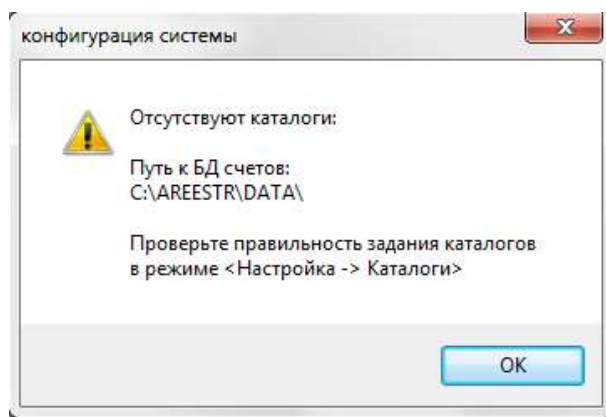 конфигурация системы
Отсутствуют каталоги:
Путь к БД счетов:
C:\AREESTR\DATA\
Проверьте правильность задания каталогов
в режиме <Настройка -> Каталоги>
OK